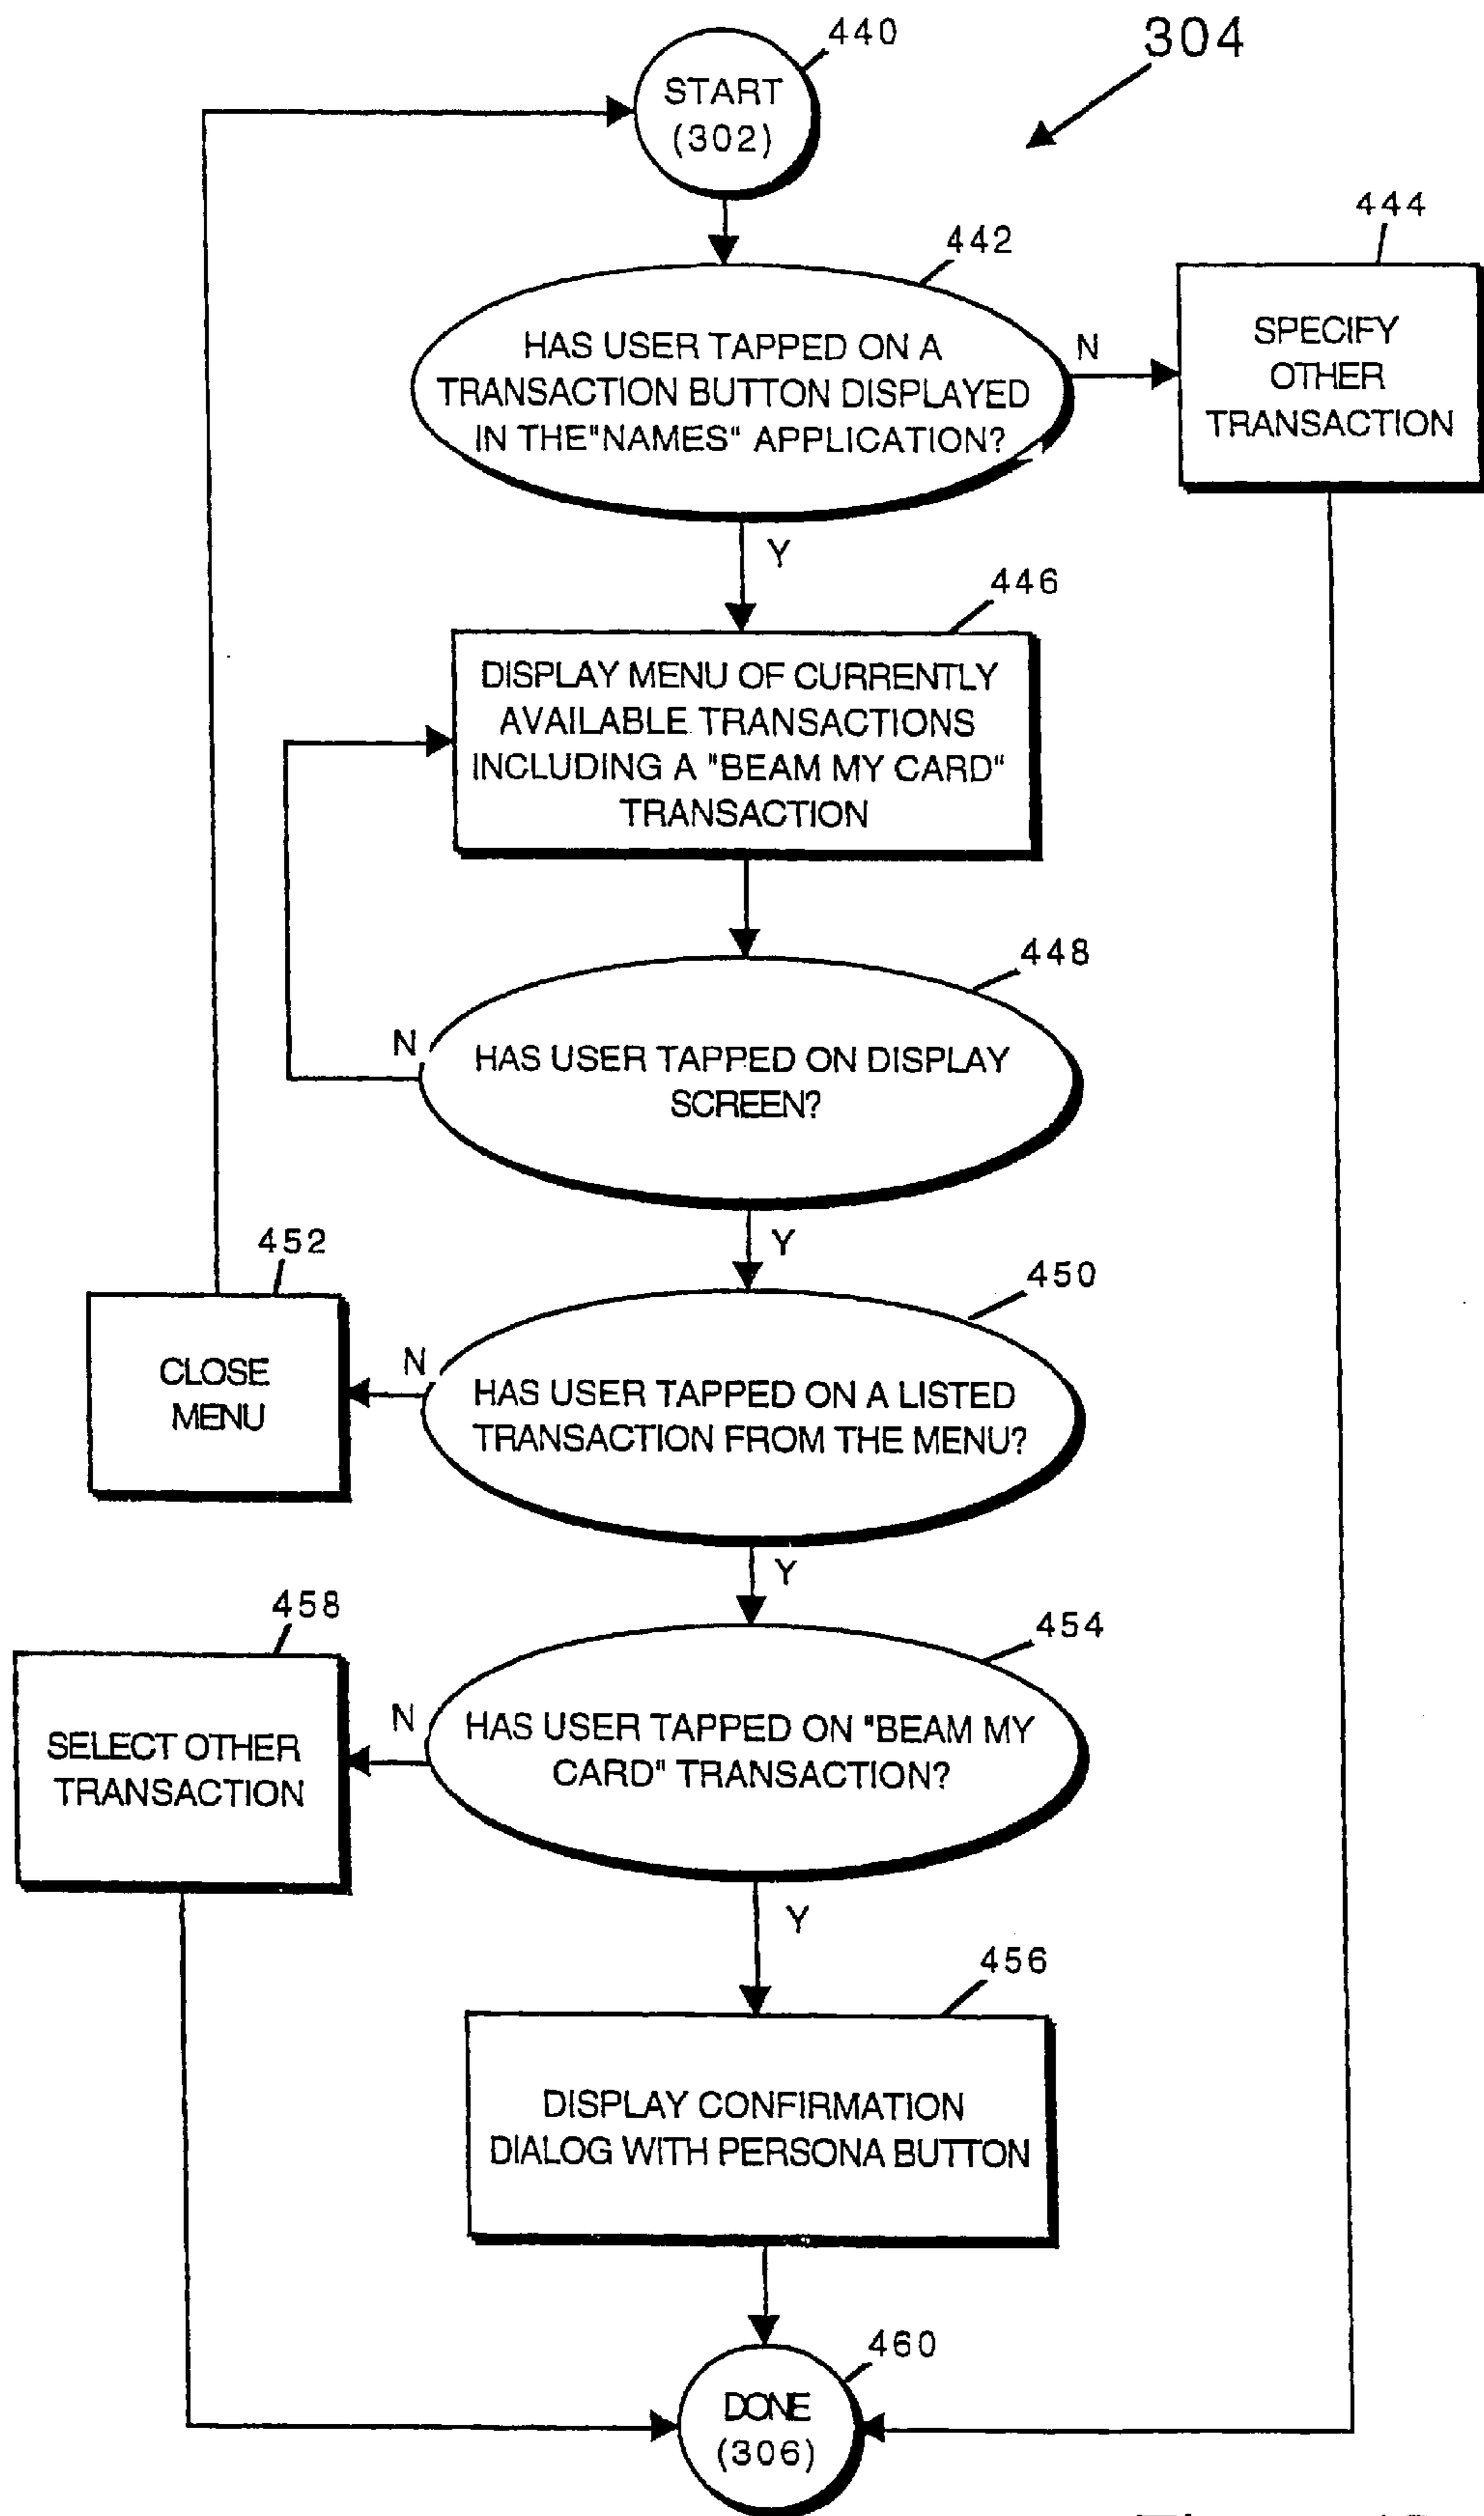 440
304
START
(302)
444
442
HAS USER TAPPED ON A
TRANSACTION BUTTON DISPLAYED
IN THE"NAMES" APPLICATION?
N
SPECIFY
OTHER
TRANSACTION
Y
446
DISPLAY MENU OF CURRENTLY
AVAILABLE TRANSACTIONS
INCLUDING A "BEAM MY CARD"
TRANSACTION
448
N
HAS USER TAPPED ON DISPLAY
SCREEN?
Y
452
450
CLOSE
MENU
N
HAS USER TAPPED ON A LISTED
TRANSACTION FROM THE MENU?
Y
458
454
SELECT OTHER
TRANSACTION
N
HAS USER TAPPED ON "BEAM MY
CARD" TRANSACTION?
Y
456
DISPLAY CONFIRMATION
DIALOG WITH PERSONA BUTTON
460
DONE
(306)